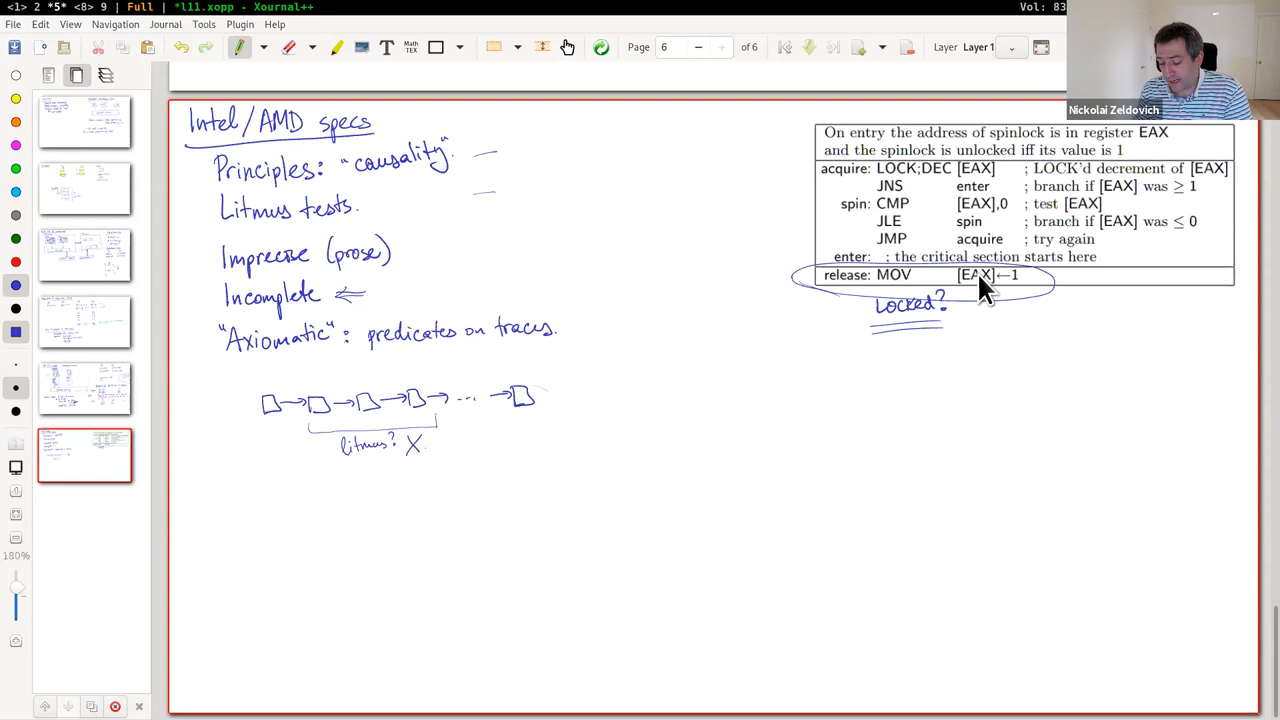 <1> 2 *5* <8> 9 | Full | *l11.xopp - Xournal++
Vol: 83
File Edit View Navigation Journal Tools Plugin Help
Math TEX
T
Page 6 of 6
Layer Layer 1
Nickolai Zeldovich
180%
Intel/AMD specs
Principles: "causality".
Litmus tests.
Imprecise (prose)
Incomplete
"Axiomatic": predicates on traces.
litmus? X.
On entry the address of spinlock is in register EAX
and the spinlock is unlocked iff its value is 1
acquire: LOCK;DEC [EAX] ; LOCK'd decrement of [EAX]
JNS enter ; branch if [EAX] was ≥ 1
spin: CMP [EAX],0 ; test [EAX]
JLE spin ; branch if [EAX] was ≤ 0
JMP acquire ; try again
enter: ; the critical section starts here
release: MOV [EAX]←1
LOCKed?